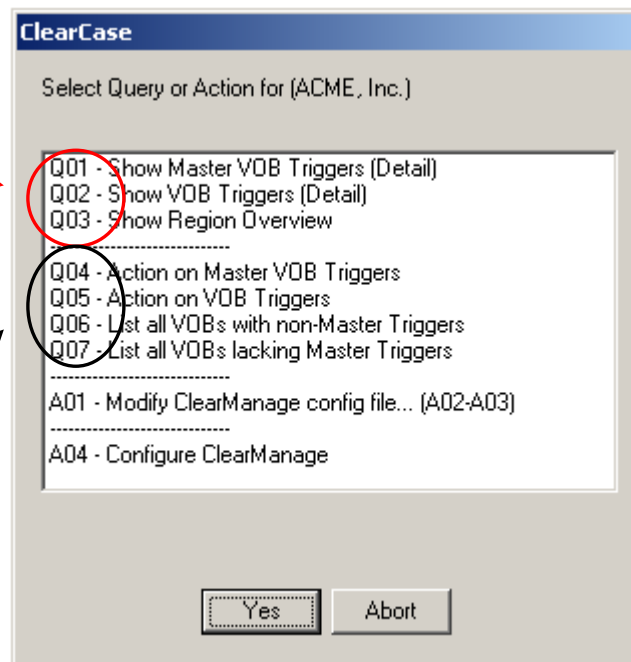 ClearCase
Select Query or Action for (ACME, Inc.)
Q01 - Show Master VOB Triggers (Detail)
Q02 - Show VOB Triggers (Detail)
Q03 - Show Region Overview
------------------------------
Q04 - Action on Master VOB Triggers
Q05 - Action on VOB Triggers
Q06 - List all VOBs with non-Master Triggers
Q07 - List all VOBs lacking Master Triggers
------------------------------
A01 - Modify ClearManage config file... (A02-A03)
------------------------------
A04 - Configure ClearManage
Yes Abort